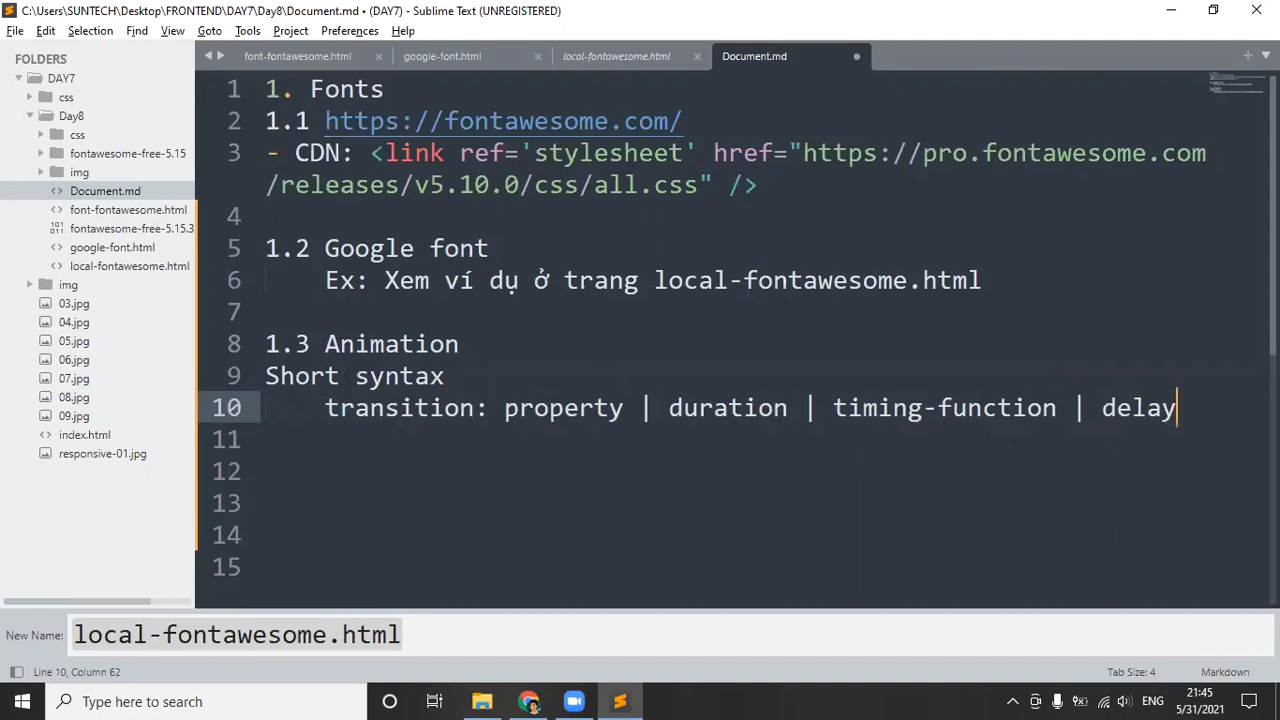 C:\Users\SUNTECH\Desktop\FRONTEND\DAY7\Day8\Document.md • (DAY7) - Sublime Text (UNREGISTERED)
File Edit Selection Find View Goto Tools Project Preferences Help
FOLDERS
DAY7
css
Day8
css
fontawesome-free-5.15
img
Document.md
font-fontawesome.html
fontawesome-free-5.15.3
google-font.html
local-fontawesome.html
img
03.jpg
04.jpg
05.jpg
06.jpg
07.jpg
08.jpg
09.jpg
index.html
responsive-01.jpg
font-fontawesome.html google-font.html local-fontawesome.html Document.md
1 1. Fonts
2 1.1 https://fontawesome.com/
3 - CDN: <link ref='stylesheet' href="https://pro.fontawesome.com
/releases/v5.10.0/css/all.css" />
4
5 1.2 Google font
6 Ex: Xem ví dụ ở trang local-fontawesome.html
7
8 1.3 Animation
9 Short syntax
10 transition: property | duration | timing-function | delay
11
12
13
14
15
New Name: local-fontawesome.html
Line 10, Column 62 Tab Size: 4 Markdown
Type here to search ENG 21:45
5/31/2021